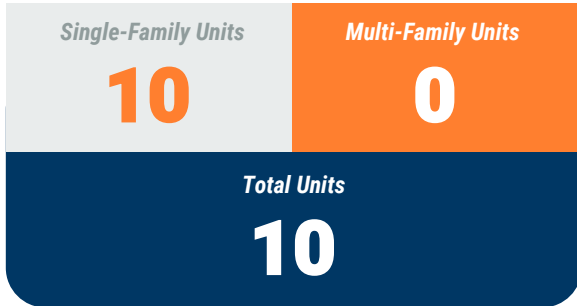 Single-Family Units
Multi-Family Units
10
0
Total Units
10